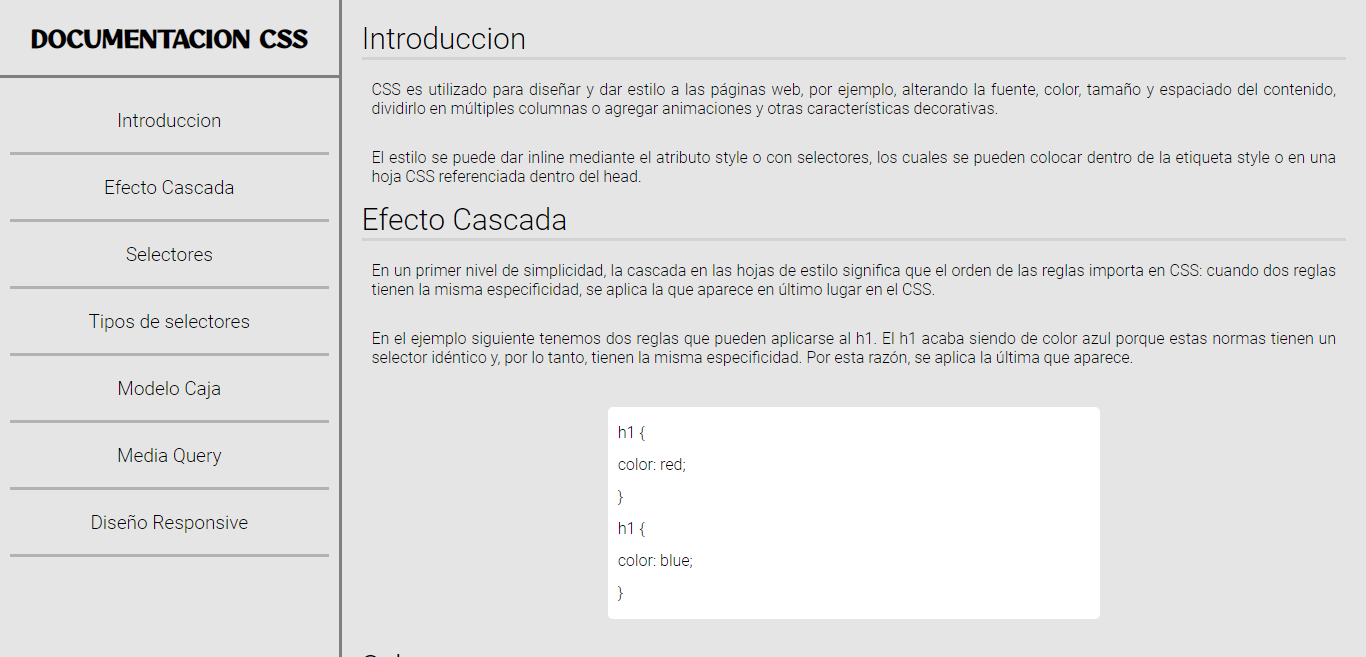 DOCUMENTACION CSS
Introduccion
Efecto Cascada
Selectores
Tipos de selectores
Modelo Caja
Media Query
Diseño Responsive
Introduccion
CSS es utilizado para diseñar y dar estilo a las páginas web, por ejemplo, alterando la fuente, color, tamaño y espaciado del contenido,
dividirlo en múltiples columnas o agregar animaciones y otras características decorativas.
El estilo se puede dar inline mediante el atributo style o con selectores, los cuales se pueden colocar dentro de la etiqueta style o en una
hoja CSS referenciada dentro del head.
Efecto Cascada
En un primer nivel de simplicidad, la cascada en las hojas de estilo significa que el orden de las reglas importa en CSS: cuando dos reglas
tienen la misma especificidad, se aplica la que aparece en último lugar en el CSS.
En el ejemplo siguiente tenemos dos reglas que pueden aplicarse al h1. El h1 acaba siendo de color azul porque estas normas tienen un
selector idéntico y, por lo tanto, tienen la misma especificidad. Por esta razón, se aplica la última que aparece.
h1 {
color: red;
}
h1 {
color: blue;
}